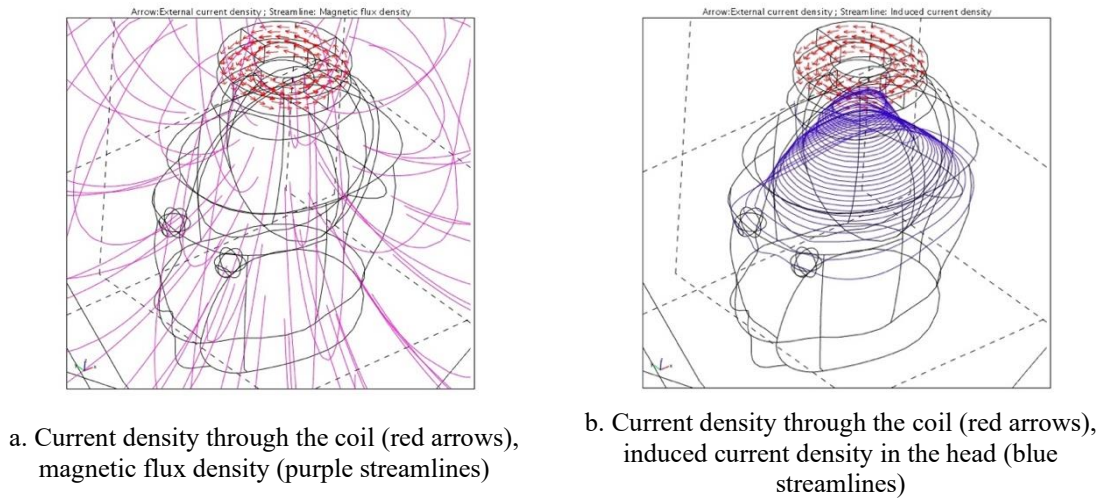 Arrow:External current density ; Streamline: Magnetic flux density
Arrow:External current density ; Streamline: Induced current density
a. Current density through the coil (red arrows),
magnetic flux density (purple streamlines)
b. Current density through the coil (red arrows),
induced current density in the head (blue
streamlines)